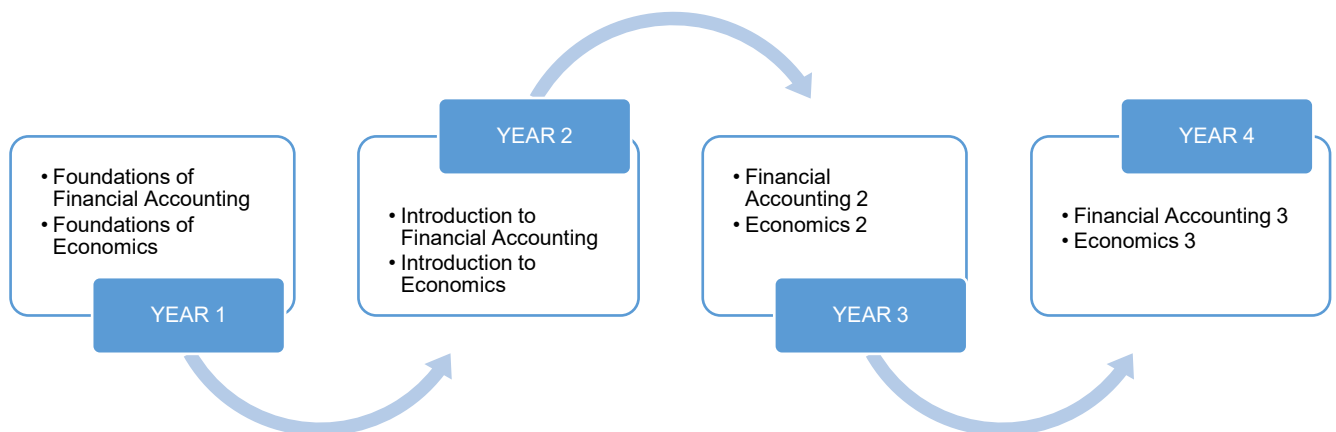 • Foundations of
Financial Accounting
• Foundations of
Economics
YEAR 1
YEAR 2
• Introduction to
Financial Accounting
• Introduction to
Economics
• Financial
Accounting 2
• Economics 2
YEAR 3
YEAR 4
• Financial Accounting 3
• Economics 3